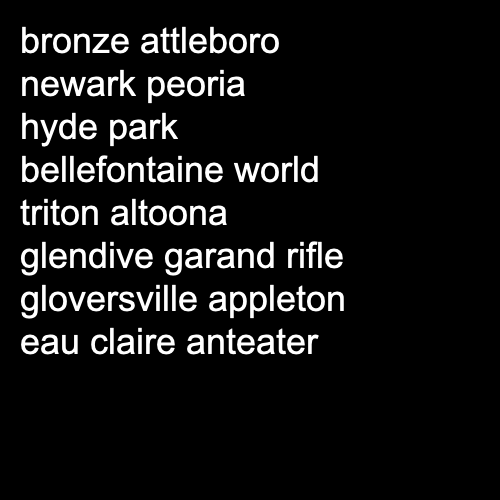 bronze attleboro
newark peoria
hyde park
bellefontaine world
triton altoona
glendive garand rifle
gloversville appleton
eau claire anteater